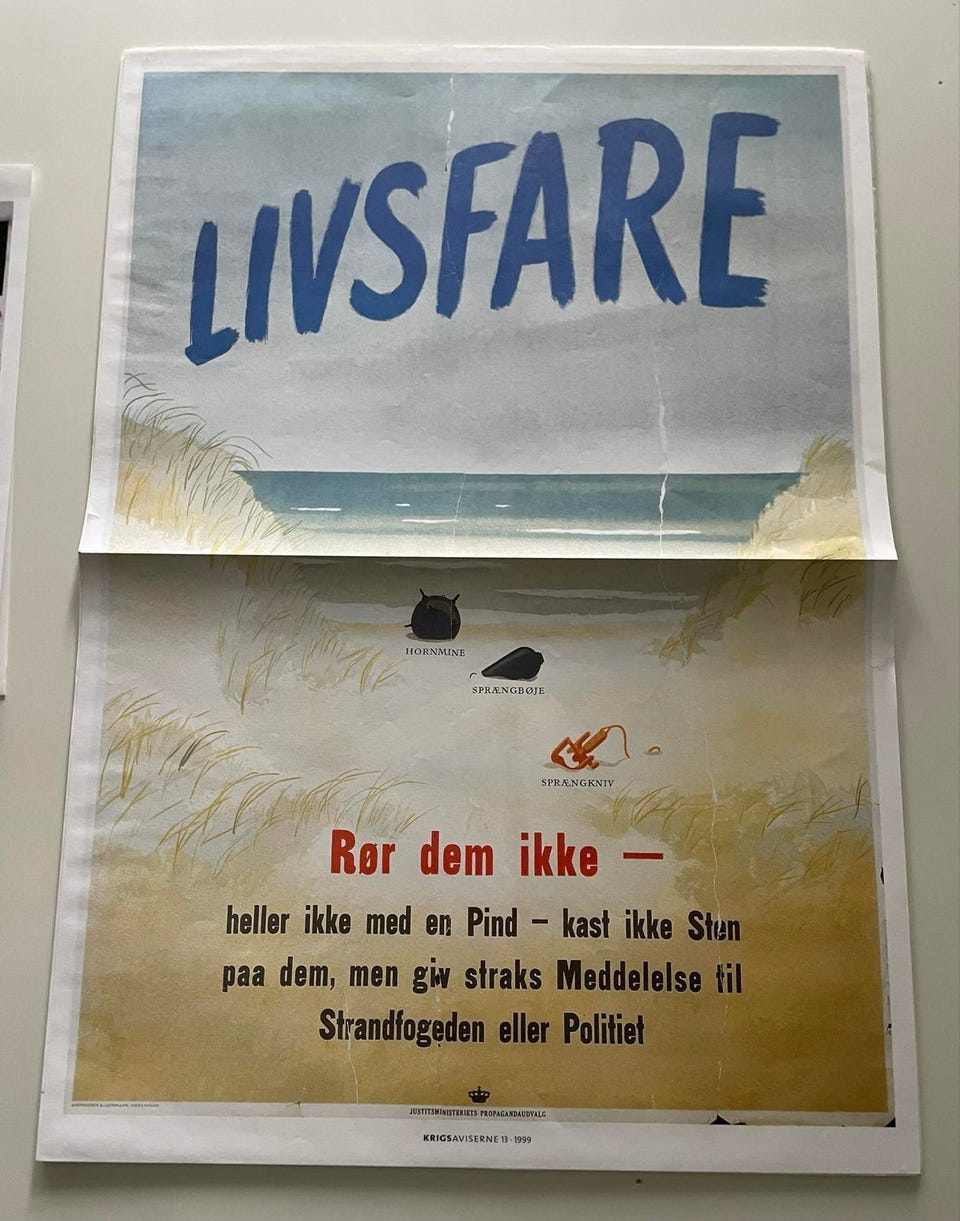 LIVSFARE
HORNMINE
SPRÆNGBØJE
SPRÆNGKNIV
Rør dem ikke —
heller ikke med en Pind – kast ikke Sten
paa dem, men giv straks Meddelelse til
Strandfogeden eller Politiet
JUSTITSMINISTERIETS PROPAGANDAUDVALG
KRIGSAVISERNE 13 · 1999